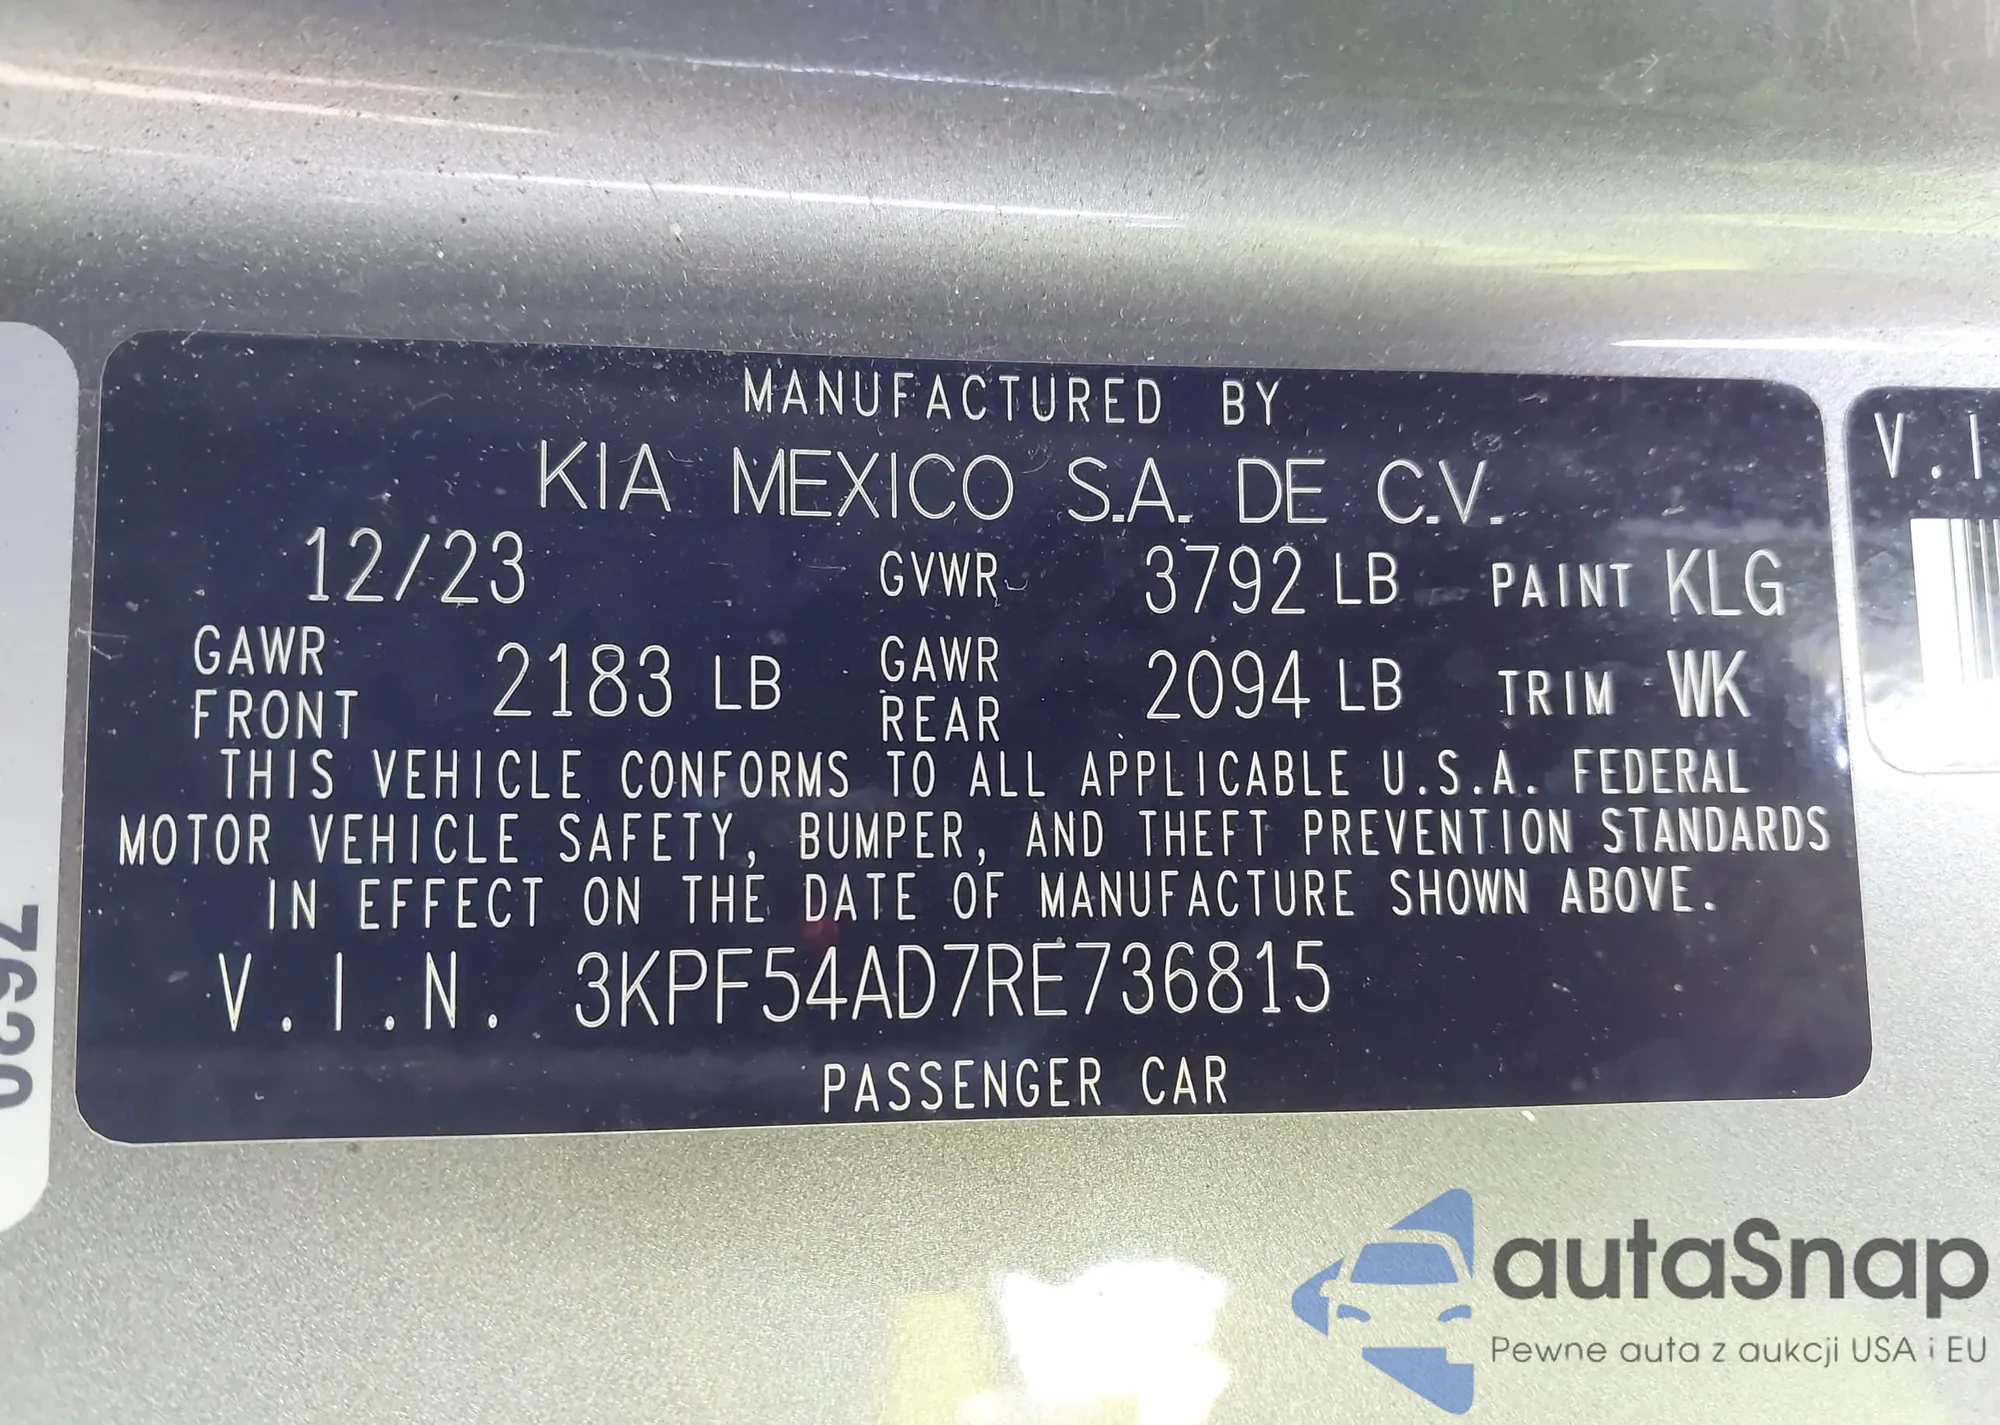 MANUFACTURED BY
KIA MEXICO S.A. DE C.V.
12/23 GVWR 3792 LB PAINT KLG
GAWR FRONT 2183 LB GAWR REAR 2094 LB TRIM WK
THIS VEHICLE CONFORMS TO ALL APPLICABLE U.S.A. FEDERAL
MOTOR VEHICLE SAFETY, BUMPER, AND THEFT PREVENTION STANDARDS
IN EFFECT ON THE DATE OF MANUFACTURE SHOWN ABOVE.
V.I.N. 3KPF54AD7RE736815
PASSENGER CAR
V.I
autaSnap
Pewne auta z aukcji USA i EU